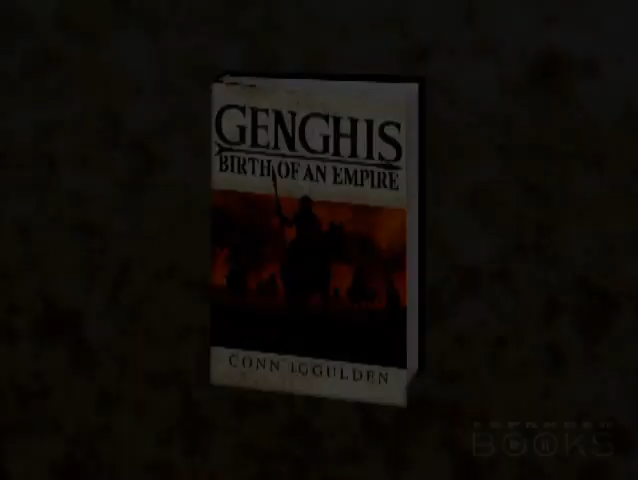 GENGHIS
BIRTH OF AN EMPIRE
CONN IGGULDEN
BOOKS